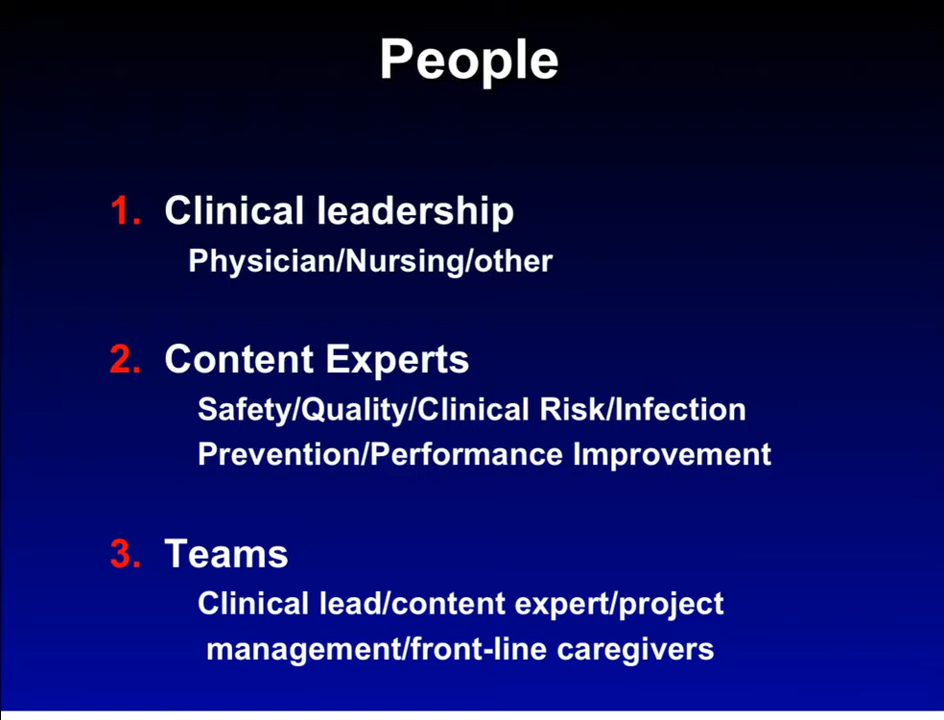 People
1. Clinical leadership
Physician/Nursing/other
2. Content Experts
Safety/Quality/Clinical Risk/Infection
Prevention/Performance Improvement
3. Teams
Clinical lead/content expert/project
management/front-line caregivers